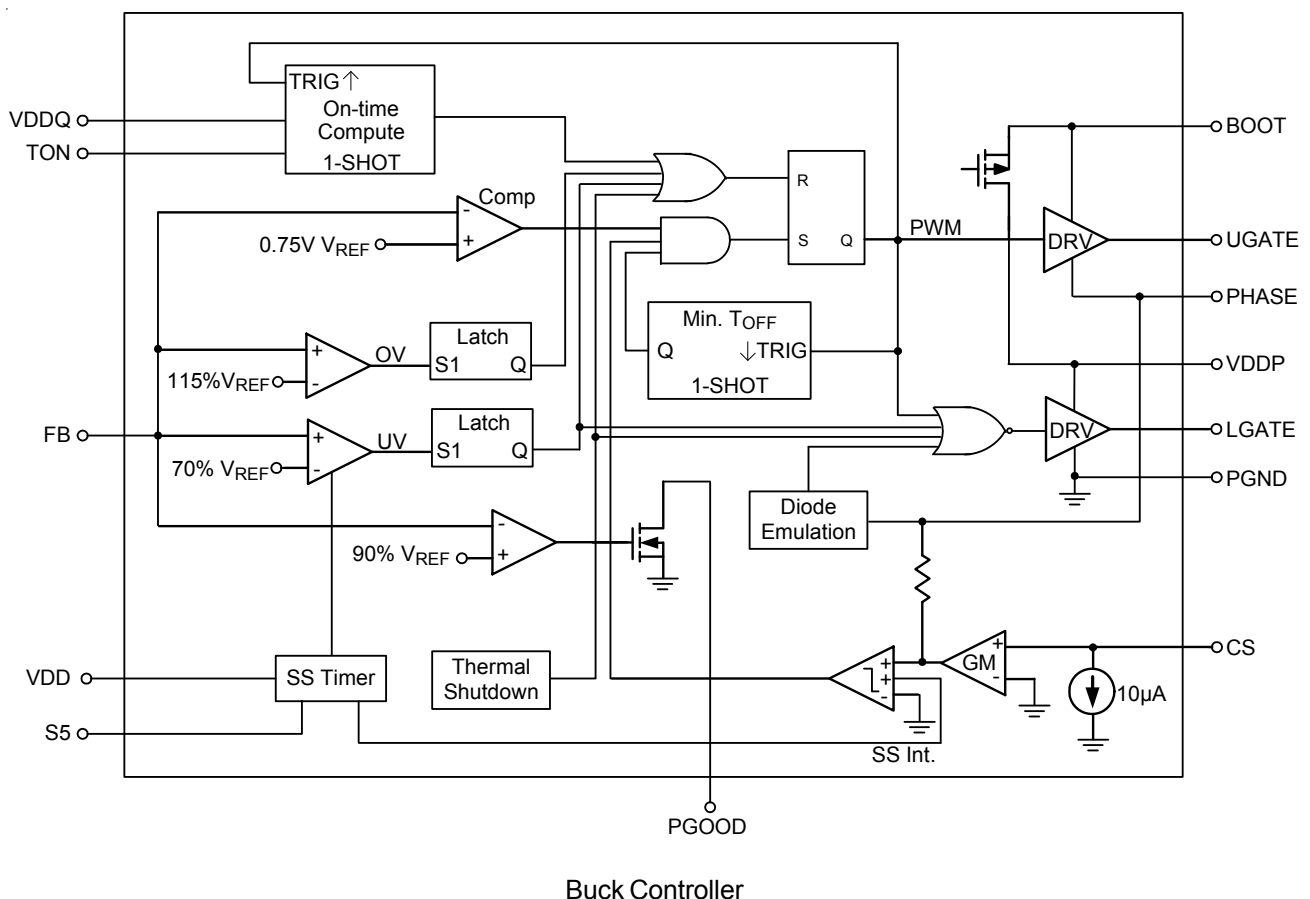 TRIG↑
On-time
Compute
1-SHOT
VDDQ
TON
Comp
-
+
0.75V VREF
R
S
Q
PWM
BOOT
DRV
UGATE
PHASE
Min. TOFF
Q
↓TRIG
1-SHOT
+
-
OV
115%VREF
Latch
S1
Q
VDDP
FB
+
-
UV
70% VREF
Latch
S1
Q
DRV
LGATE
PGND
Diode
Emulation
-
+
90% VREF
VDD
S5
SS Timer
Thermal
Shutdown
+
+
-
SS Int.
GM
+
-
CS
10µA
PGOOD
Buck Controller